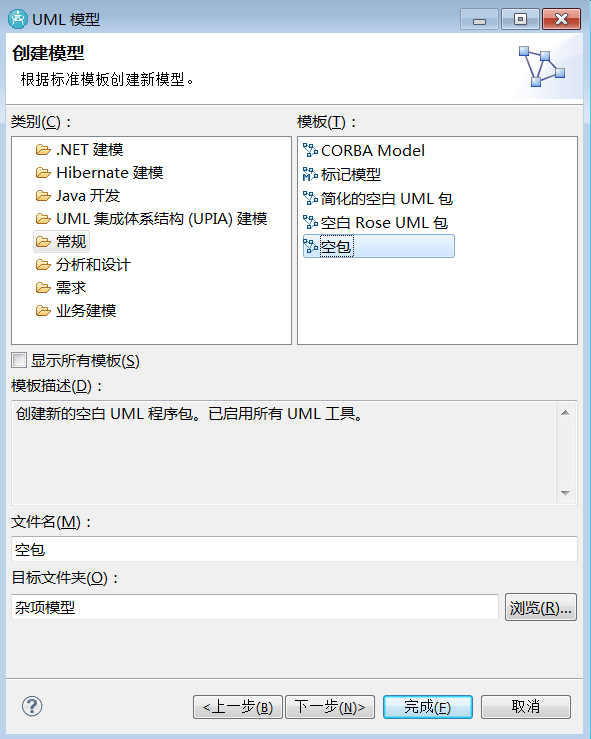 UML 模型
创建模型
根据标准模板创建新模型。
类别(C)：
.NET 建模
Hibernate 建模
Java 开发
UML 集成体系结构 (UPIA) 建模
常规
分析和设计
需求
业务建模
模板(T)：
CORBA Model
标记模型
简化的空白 UML 包
空白 Rose UML 包
空包
显示所有模板(S)
模板描述(D)：
创建新的空白 UML 程序包。已启用所有 UML 工具。
文件名(M)：
空包
目标文件夹(O)：
杂项模型
浏览(R)...
<上一步(B)
下一步(N)>
完成(F)
取消